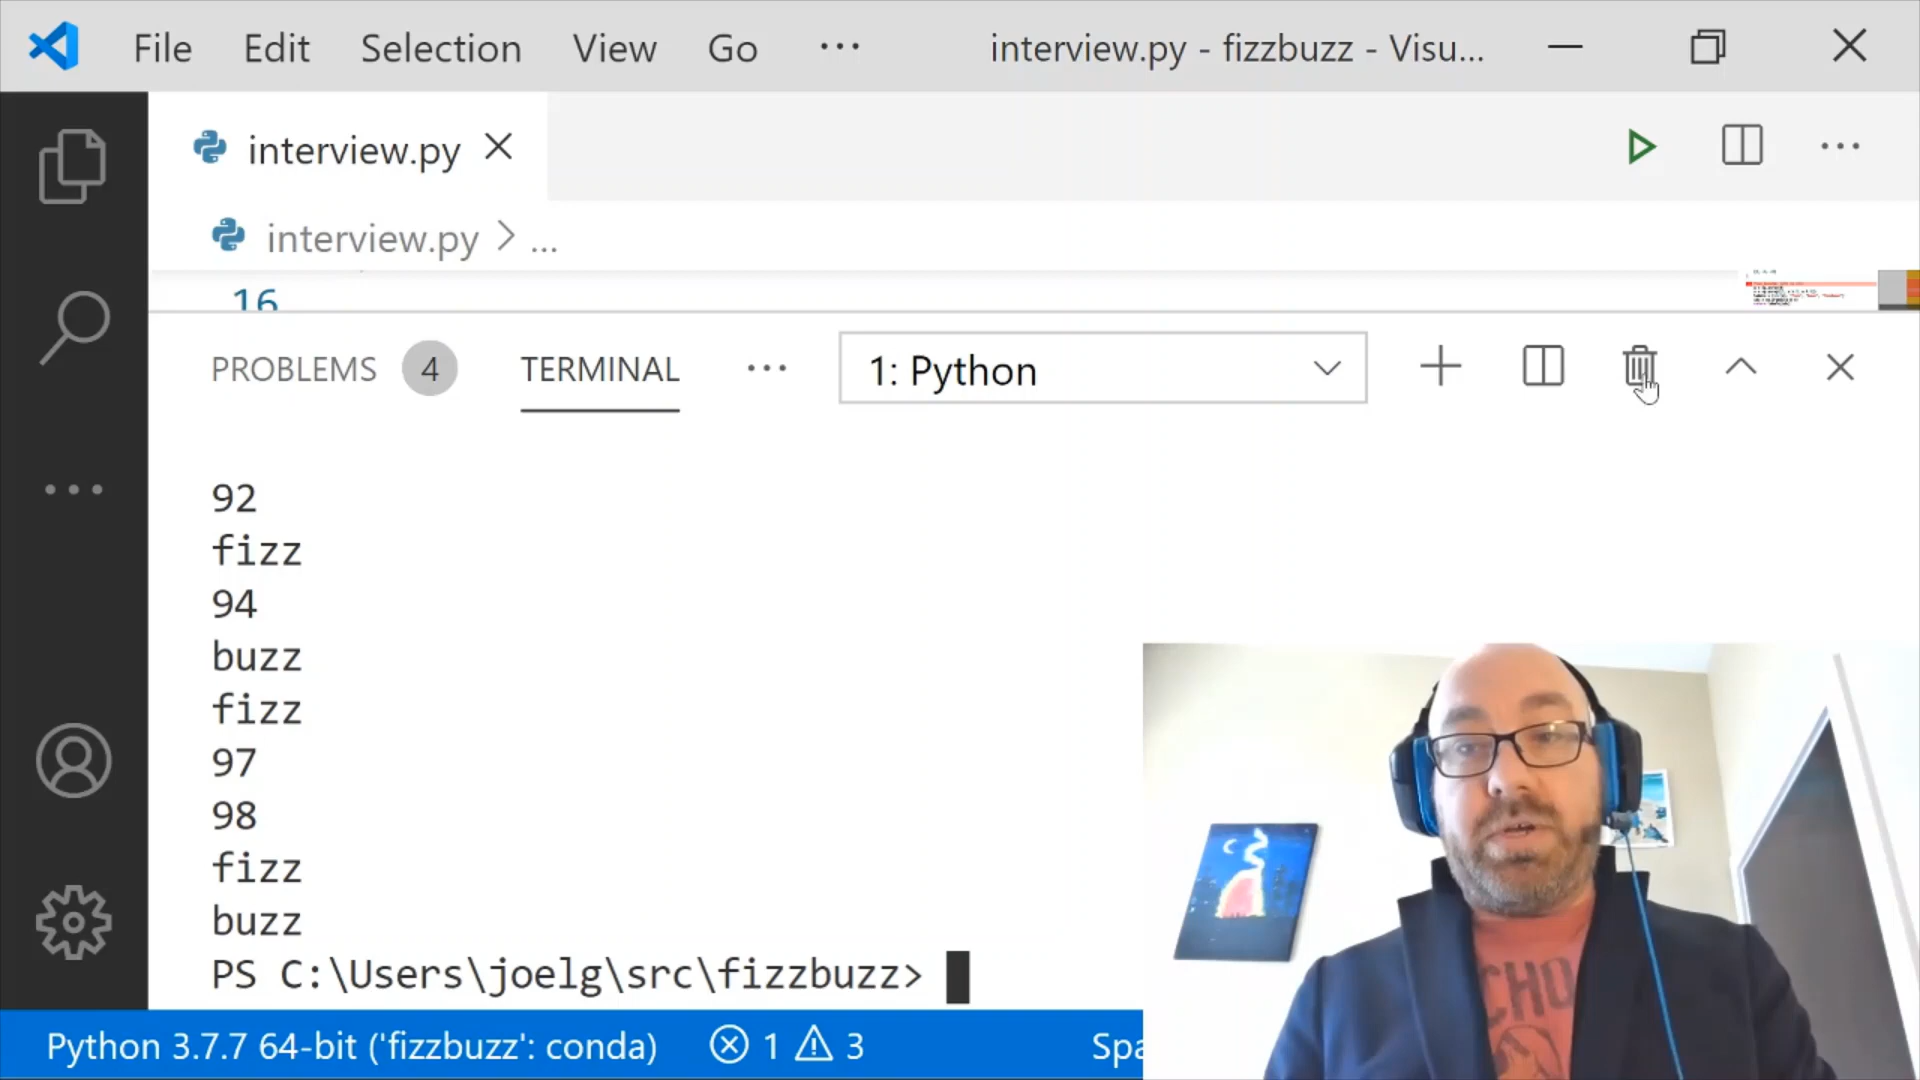 File Edit Selection View Go ··· interview.py - fizzbuzz - Visu...
interview.py
interview.py > ...
16
PROBLEMS 4 TERMINAL ··· 1: Python
92
fizz
94
buzz
fizz
97
98
fizz
buzz
PS C:\Users\joelg\src\fizzbuzz>
Python 3.7.7 64-bit ('fizzbuzz': conda) 1 3 Spa